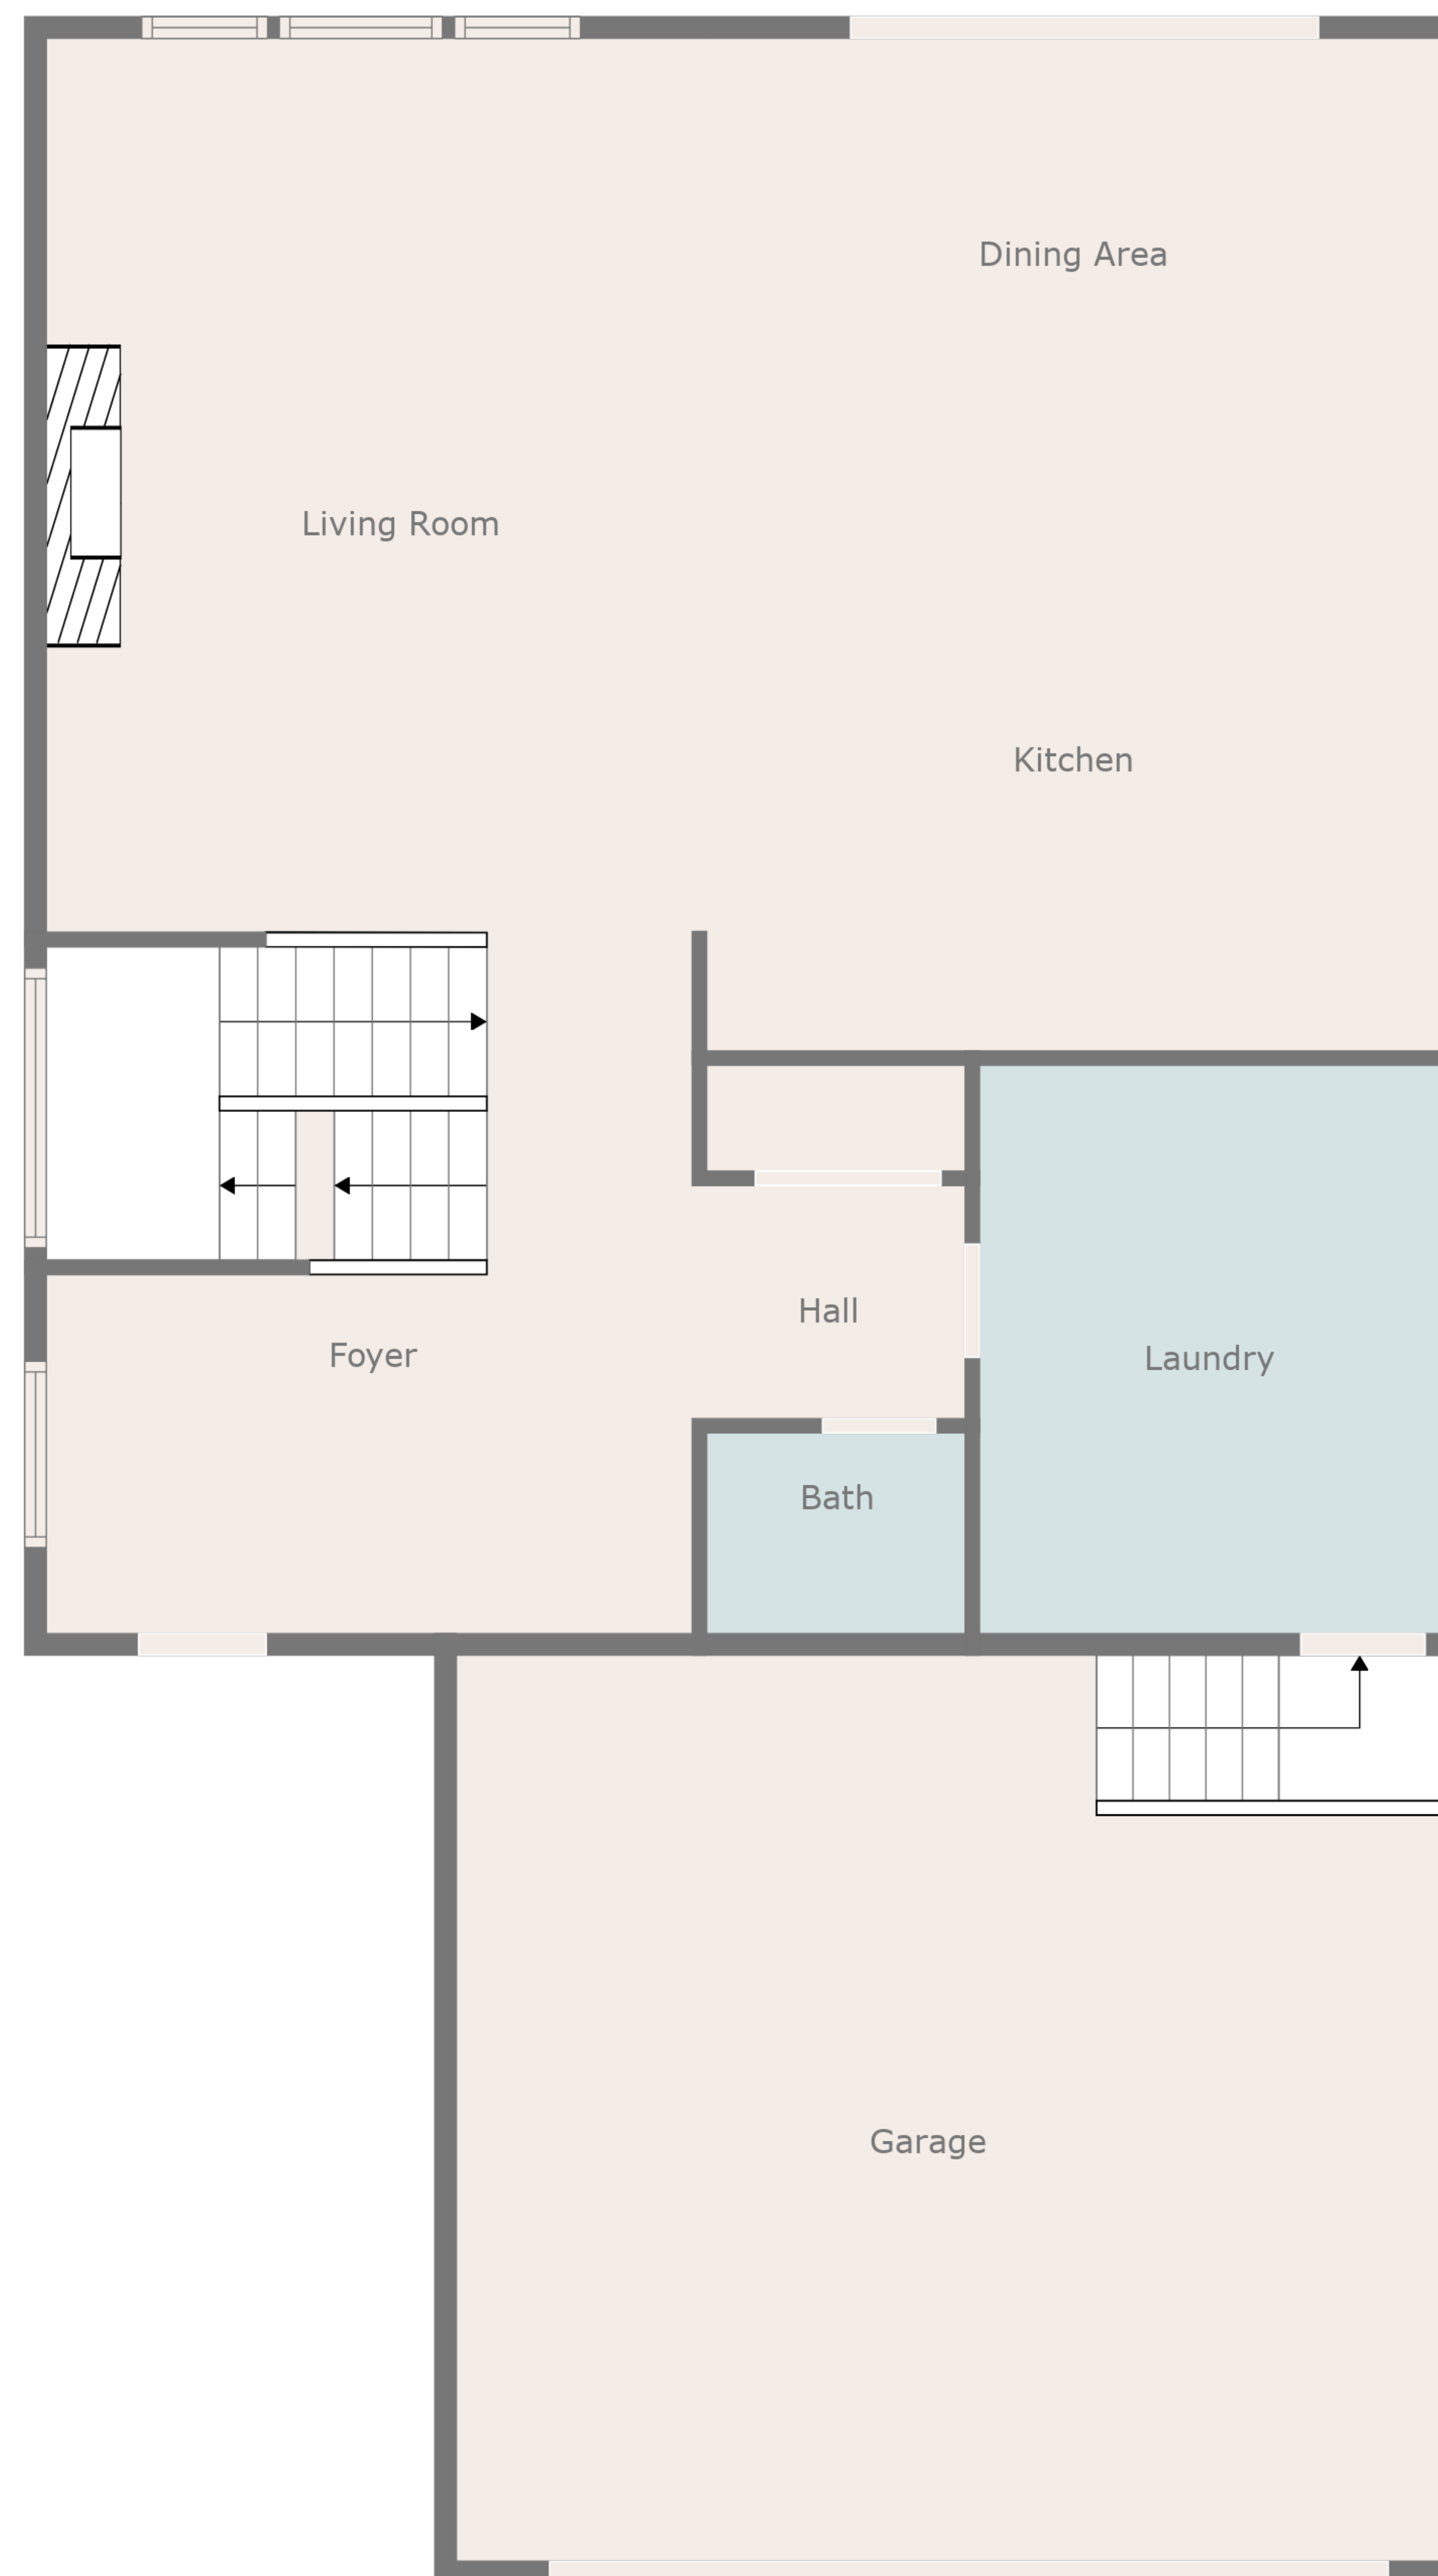 Dining Area
Living Room
Kitchen
Hall
Foyer
Laundry
Bath
Garage